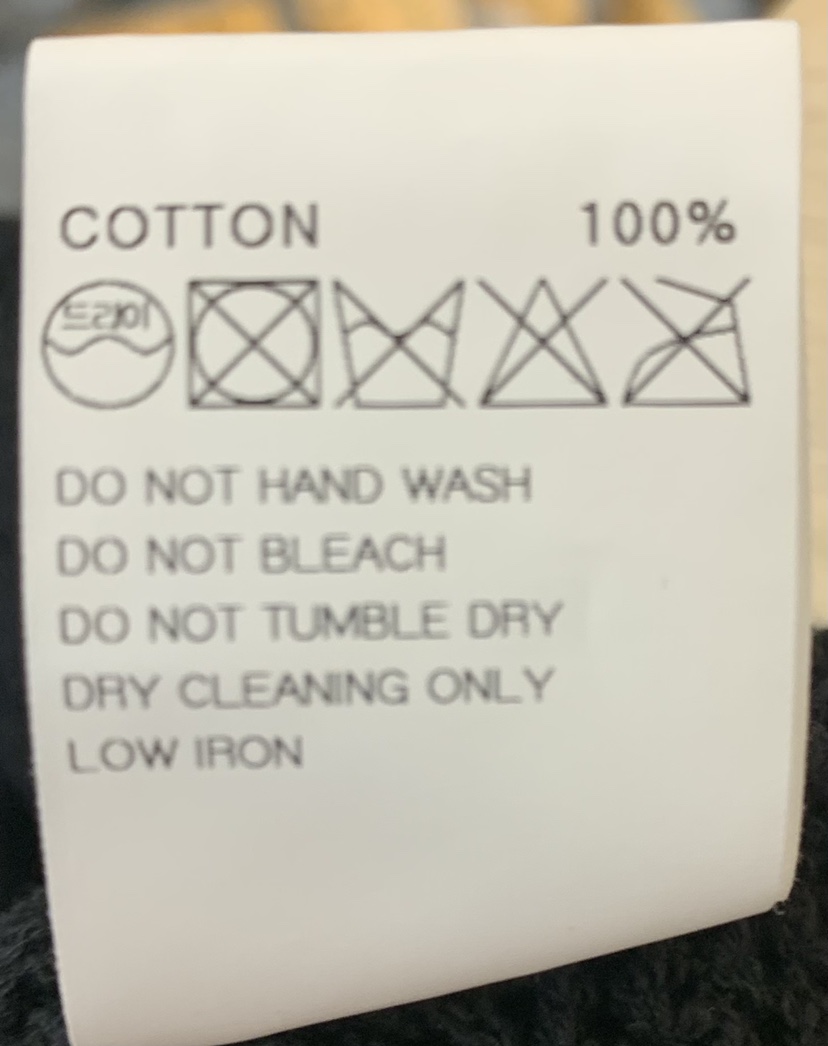 COTTON 100%
드라이
DO NOT HAND WASH
DO NOT BLEACH
DO NOT TUMBLE DRY
DRY CLEANING ONLY
LOW IRON